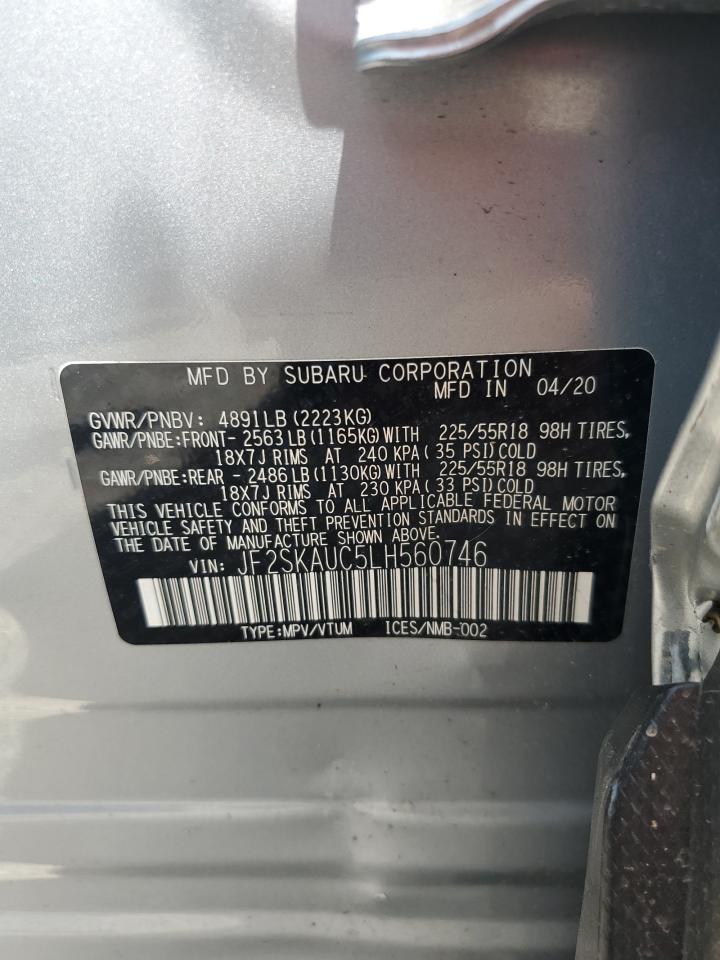 MFD BY SUBARU CORPORATION
MFD IN 04/20
GVWR/PNBV: 4891LB (2223KG)
GAWR/PNBE:FRONT- 2563LB (1165KG)WITH 225/55R18 98H TIRES,
18X7J RIMS AT 240 KPA ( 35 PSI)COLD
GAWR/PNBE:REAR - 2486LB (1130KG)WITH 225/55R18 98H TIRES,
18X7J RIMS AT 230 KPA ( 33 PSI)COLD
THIS VEHICLE CONFORMS TO ALL APPLICABLE FEDERAL MOTOR
VEHICLE SAFETY AND THEFT PREVENTION STANDARDS IN EFFECT ON
THE DATE OF MANUFACTURE SHOWN ABOVE.
VIN: JF2SKAUC5LH560746
TYPE:MPV/VTUM ICES/NMB-002